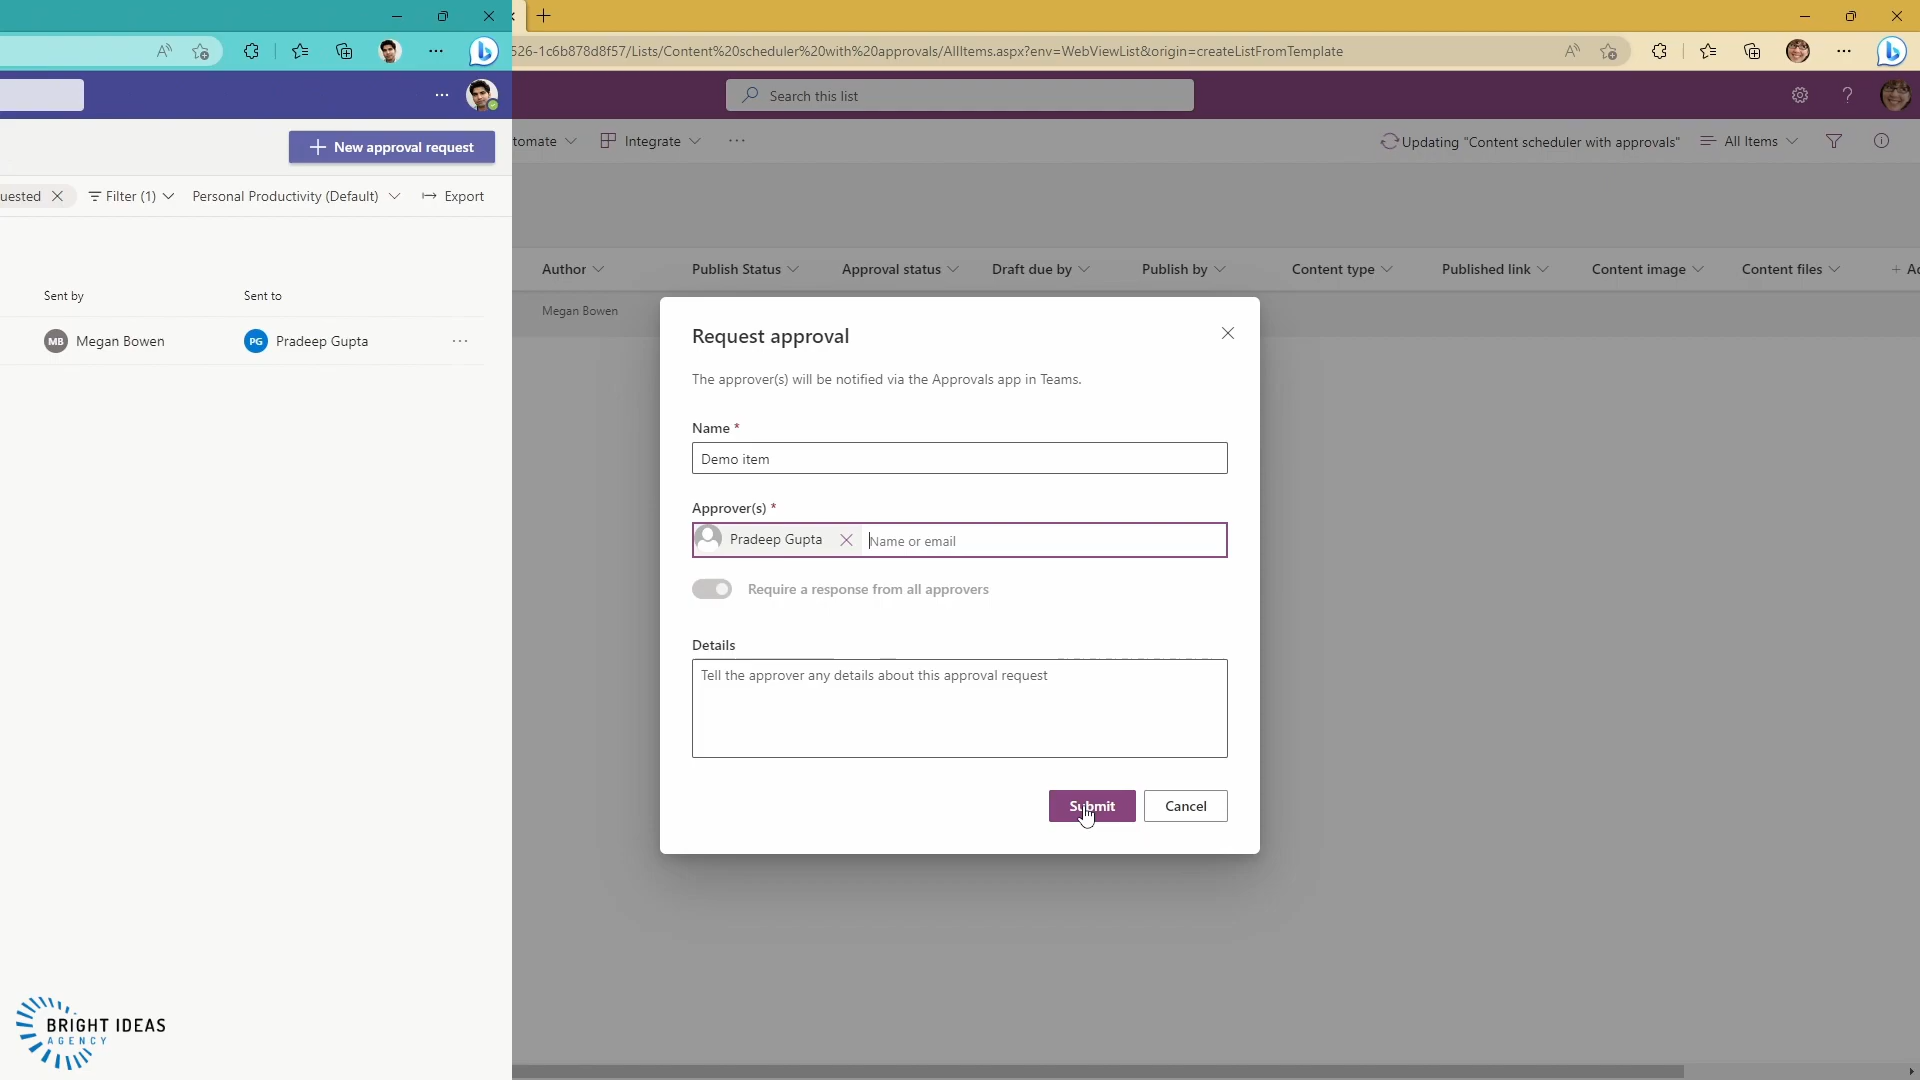 526-1c6b878d8f57/Lists/Content%20scheduler%20with%20approvals/AllItems.aspx?env=WebViewList&origin=createListFromTemplate
Search this list
New approval request
tomate
Integrate
Updating "Content scheduler with approvals"
All Items
uested
Filter (1)
Personal Productivity (Default)
Export
Sent by
Sent to
MB Megan Bowen
PG Pradeep Gupta
Author
Publish Status
Approval status
Draft due by
Publish by
Content type
Published link
Content image
Content files
+ Ac
Megan Bowen
Request approval
The approver(s) will be notified via the Approvals app in Teams.
Name *
Demo item
Approver(s) *
Pradeep Gupta
Name or email
Require a response from all approvers
Details
Tell the approver any details about this approval request
Submit
Cancel
BRIGHT IDEAS
AGENCY